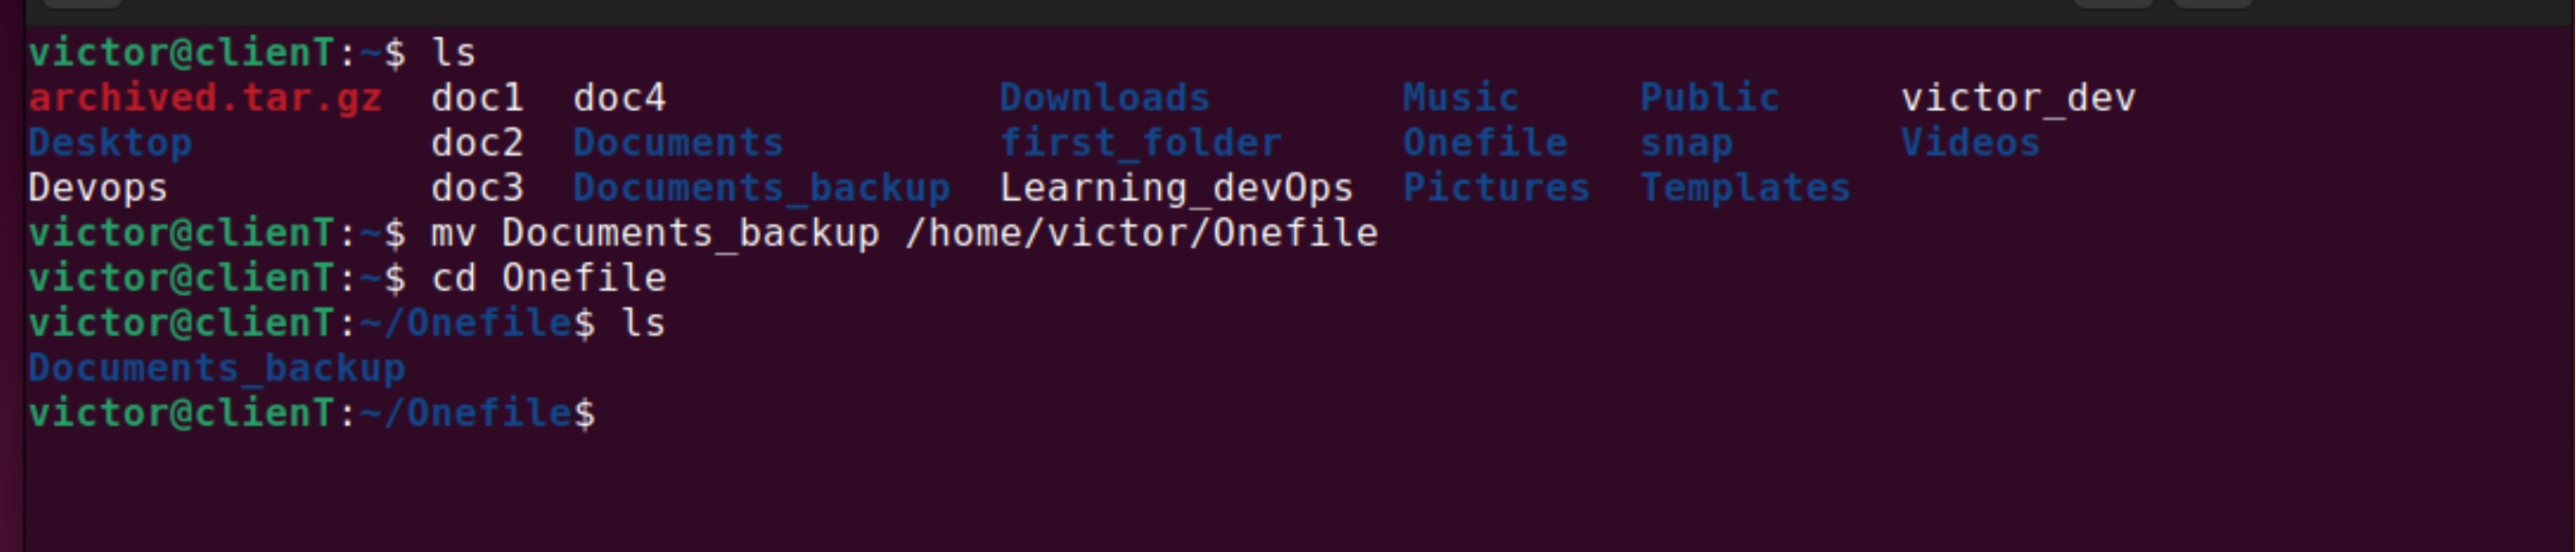 victor@clienT:~$ ls
archived.tar.gz  doc1  doc4              Downloads        Music     Public     victor_dev
Desktop          doc2  Documents         first_folder     Onefile   snap       Videos
Devops           doc3  Documents_backup  Learning_devOps  Pictures  Templates
victor@clienT:~$ mv Documents_backup /home/victor/Onefile
victor@clienT:~$ cd Onefile
victor@clienT:~/Onefile$ ls
Documents_backup
victor@clienT:~/Onefile$